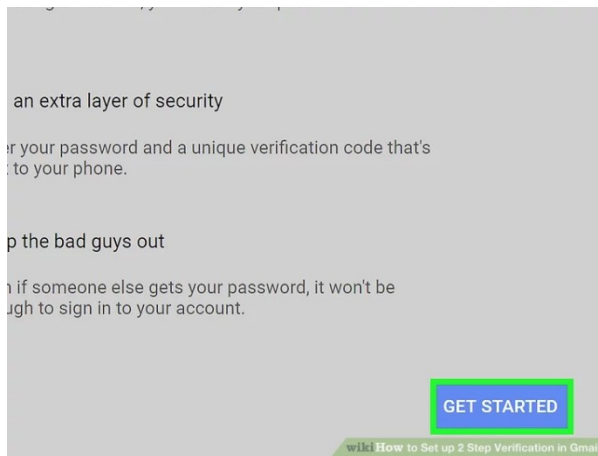 an extra layer of security
er your password and a unique verification code that's
to your phone.
p the bad guys out
if someone else gets your password, it won't be
ugh to sign in to your account.
GET STARTED
wikiHow to Set up 2 Step Verification in Gmai